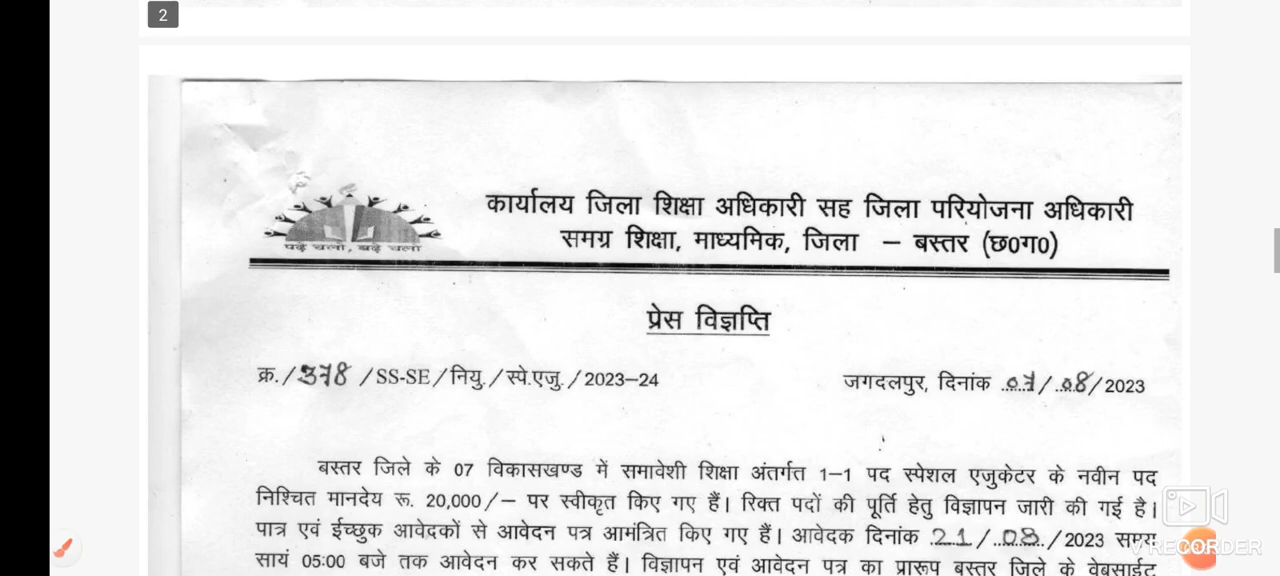 2
कार्यालय जिला शिक्षा अधिकारी सह जिला परियोजना अधिकारी
समग्र शिक्षा, माध्यमिक, जिला – बस्तर (छ0ग0)
पढ़े चलो, बढ़े चलो
प्रेस विज्ञप्ति
क्र./378/SS-SE/नियु./स्पे.एजु./2023–24 जगदलपुर, दिनांक 07/08/2023
बस्तर जिले के 07 विकासखण्ड में समावेशी शिक्षा अंतर्गत 1–1 पद स्पेशल एजुकेटर के नवीन पद
निश्चित मानदेय रू. 20,000/– पर स्वीकृत किए गए हैं। रिक्त पदों की पूर्ति हेतु विज्ञापन जारी की गई है।
पात्र एवं ईच्छुक आवेदकों से आवेदन पत्र आमंत्रित किए गए हैं। आवेदक दिनांक 21/08/2023 समय
सायं 05:00 बजे तक आवेदन कर सकते हैं। विज्ञापन एवं आवेदन पत्र का प्रारूप बस्तर जिले के वेबसाईट
V RECORDER